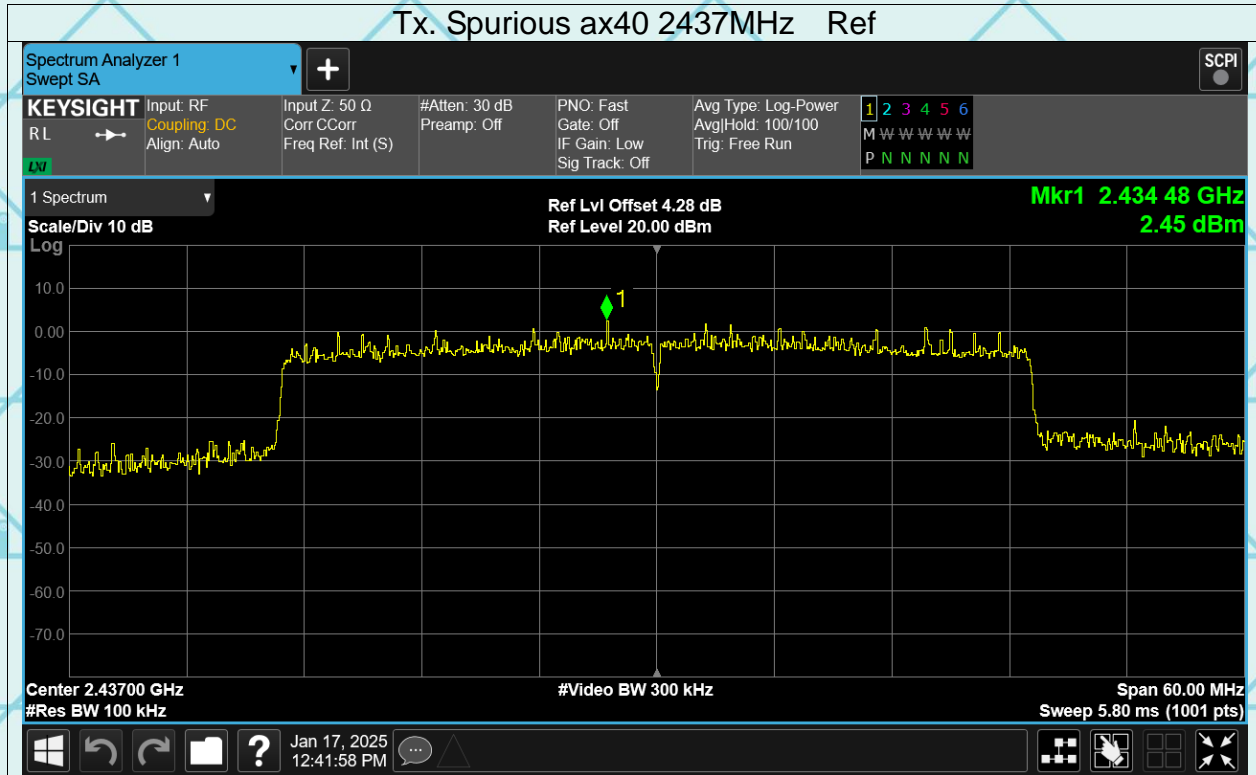 Tx. Spurious ax40 2437MHz Ref
Spectrum Analyzer 1
Swept SA
+
SCPI
KEYSIGHT
RL
LXI
Input: RF
Coupling: DC
Align: Auto
Input Z: 50 Ω
Corr CCorr
Freq Ref: Int (S)
#Atten: 30 dB
Preamp: Off
PNO: Fast
Gate: Off
IF Gain: Low
Sig Track: Off
Avg Type: Log-Power
Avg|Hold: 100/100
Trig: Free Run
1 2 3 4 5 6
M W W W W W
P N N N N N
1 Spectrum
Scale/Div 10 dB
Ref Lvl Offset 4.28 dB
Ref Level 20.00 dBm
Mkr1 2.434 48 GHz
2.45 dBm
Log
10.0
0.00
-10.0
-20.0
-30.0
-40.0
-50.0
-60.0
-70.0
1
Center 2.43700 GHz
#Res BW 100 kHz
#Video BW 300 kHz
Span 60.00 MHz
Sweep 5.80 ms (1001 pts)
?
Jan 17, 2025
12:41:58 PM